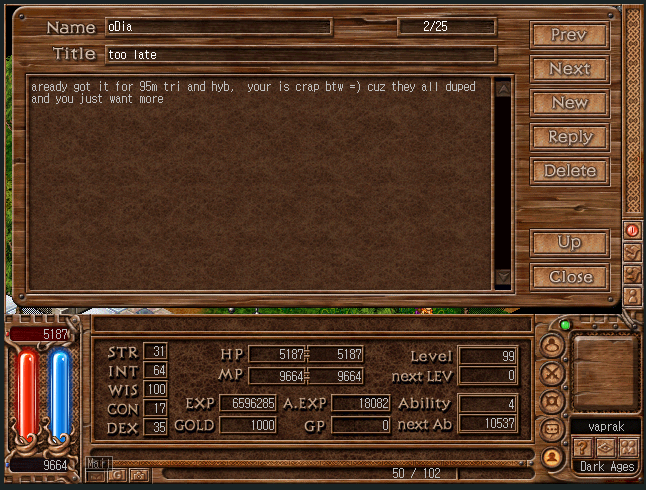 Name oDia 2/25 Prev
Title too late
Next
aready got it for 95m tri and hyb,  your is crap btw =) cuz they all duped
and you just want more
New
Reply
Delete
Up
Close
5187
STR 31 HP 5187 5187 Level 99
INT 64 MP 9664 9664 next LEV 0
WIS 100
CON 17 EXP 6596285 A.EXP 18082 Ability 4
DEX 35 GOLD 1000 GP 0 next Ab 10537
vaprak
9664 Mail
50 / 102
Dark Ages